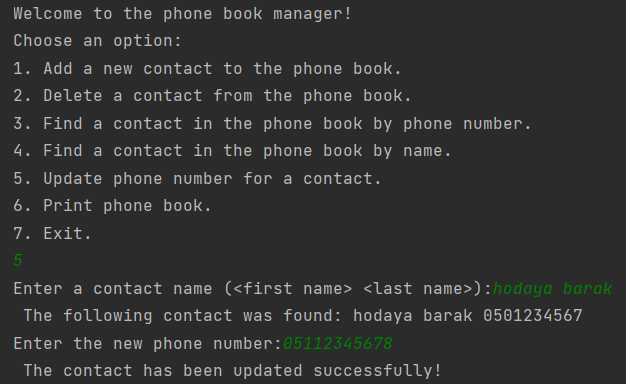 Welcome to the phone book manager!
Choose an option:
1. Add a new contact to the phone book.
2. Delete a contact from the phone book.
3. Find a contact in the phone book by phone number.
4. Find a contact in the phone book by name.
5. Update phone number for a contact.
6. Print phone book.
7. Exit.
5
Enter a contact name (<first name> <last name>):hodaya barak
The following contact was found: hodaya barak 0501234567
Enter the new phone number:05112345678
The contact has been updated successfully!